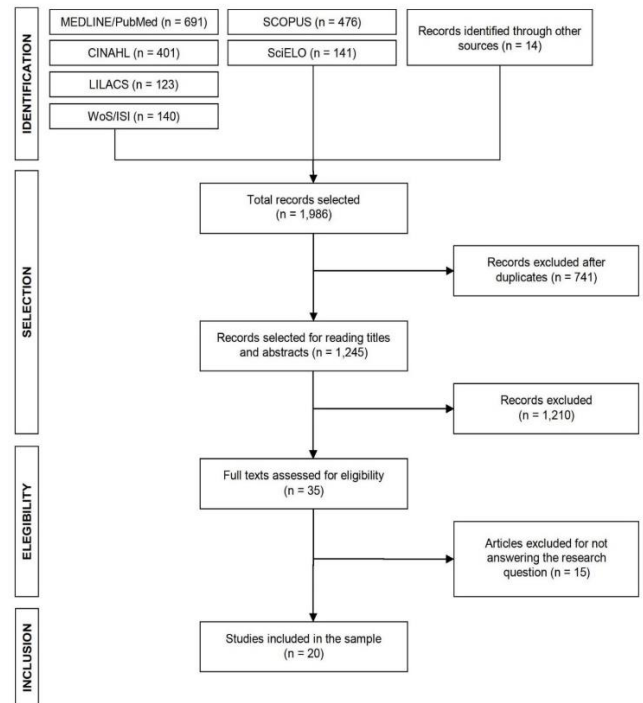 IDENTIFICATION
MEDLINE/PubMed (n = 691)
CINAHL (n = 401)
LILACS (n = 123)
WoS/ISI (n = 140)
SCOPUS (n = 476)
SciELO (n = 141)
Records identified through other
sources (n = 14)
SELECTION
Total records selected
(n = 1,986)
Records excluded after
duplicates (n = 741)
Records selected for reading titles
and abstracts (n = 1,245)
Records excluded
(n = 1,210)
ELEGIBILITY
Full texts assessed for eligibility
(n = 35)
Articles excluded for not
answering the research
question (n = 15)
INCLUSION
Studies included in the sample
(n = 20)